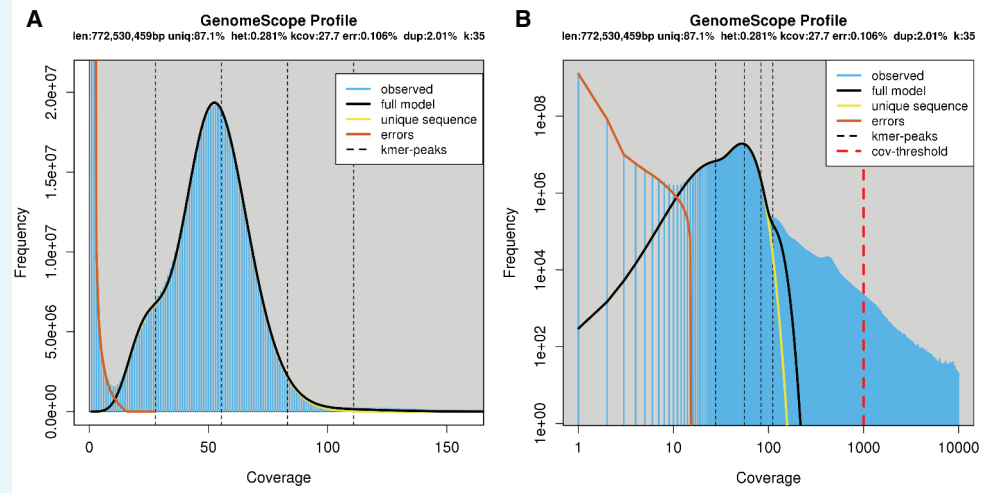 A
GenomeScope Profile
len:772,530,459bp uniq:87.1% het:0.281% kcov:27.7 err:0.106% dup:2.01% k:35
Frequency
2.0e+07
1.5e+07
1.0e+07
5.0e+06
0.0e+00
observed
full model
unique sequence
errors
kmer-peaks
0 50 100 150
Coverage
B
GenomeScope Profile
len:772,530,459bp uniq:87.1% het:0.281% kcov:27.7 err:0.106% dup:2.01% k:35
Frequency
1e+08
1e+06
1e+04
1e+02
1e+00
observed
full model
unique sequence
errors
kmer-peaks
cov-threshold
1 10 100 1000 10000
Coverage